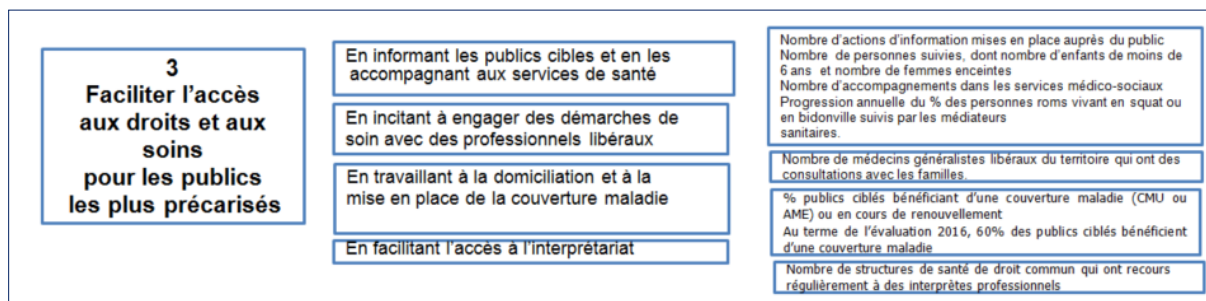 3
Faciliter l’accès
aux droits et aux
soins
pour les publics
les plus précarisés
En informant les publics cibles et en les
accompagnant aux services de santé
En incitant à engager des démarches de
soin avec des professionnels libéraux
En travaillant à la domiciliation et à la
mise en place de la couverture maladie
En facilitant l’accès à l’interprétariat
Nombre d’actions d’information mises en place auprès du public
Nombre de personnes suivies, dont nombre d’enfants de moins de
6 ans et nombre de femmes enceintes
Nombre d’accompagnements dans les services médico-sociaux
Progression annuelle du % des personnes roms vivant en squat ou
en bidonville suivis par les médiateurs
sanitaires.
Nombre de médecins généralistes libéraux du territoire qui ont des
consultations avec les familles.
% publics ciblés bénéficiant d’une couverture maladie (CMU ou
AME) ou en cours de renouvellement
Au terme de l’évaluation 2016, 60% des publics ciblés bénéficient
d’une couverture maladie
Nombre de structures de santé de droit commun qui ont recours
régulièrement à des interprètes professionnels